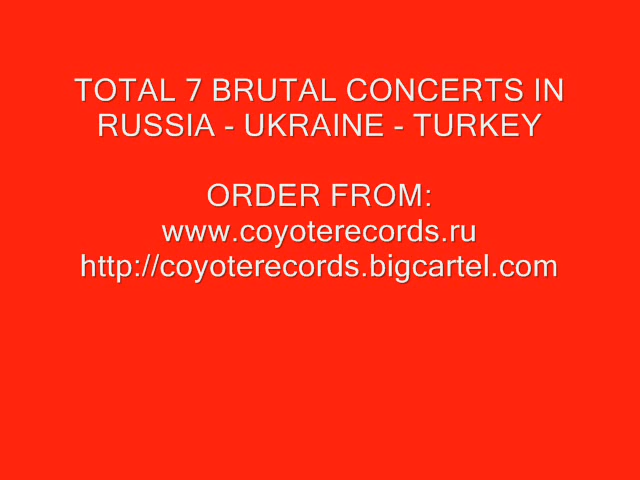 TOTAL 7 BRUTAL CONCERTS IN
RUSSIA - UKRAINE - TURKEY
ORDER FROM:
www.coyoterecords.ru
http://coyoterecords.bigcartel.com